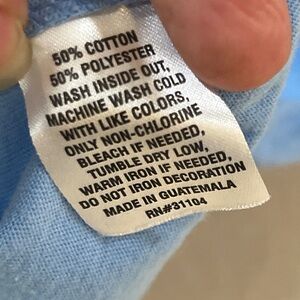 50% COTTON
50% POLYESTER
WASH INSIDE OUT,
MACHINE WASH COLD
WITH LIKE COLORS,
ONLY NON-CHLORINE
BLEACH IF NEEDED,
TUMBLE DRY LOW,
WARM IRON IF NEEDED,
DO NOT IRON DECORATION
MADE IN GUATEMALA
RN#31104